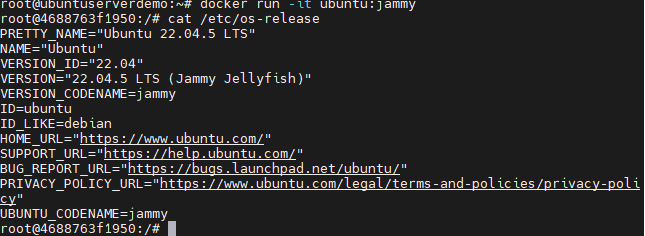 root@ubuntuserverdemo:~# docker run -it ubuntu:jammy
root@4688763f1950:/# cat /etc/os-release
PRETTY_NAME="Ubuntu 22.04.5 LTS"
NAME="Ubuntu"
VERSION_ID="22.04"
VERSION="22.04.5 LTS (Jammy Jellyfish)"
VERSION_CODENAME=jammy
ID=ubuntu
ID_LIKE=debian
HOME_URL="https://www.ubuntu.com/"
SUPPORT_URL="https://help.ubuntu.com/"
BUG_REPORT_URL="https://bugs.launchpad.net/ubuntu/"
PRIVACY_POLICY_URL="https://www.ubuntu.com/legal/terms-and-policies/privacy-poli
cy"
UBUNTU_CODENAME=jammy
root@4688763f1950:/#